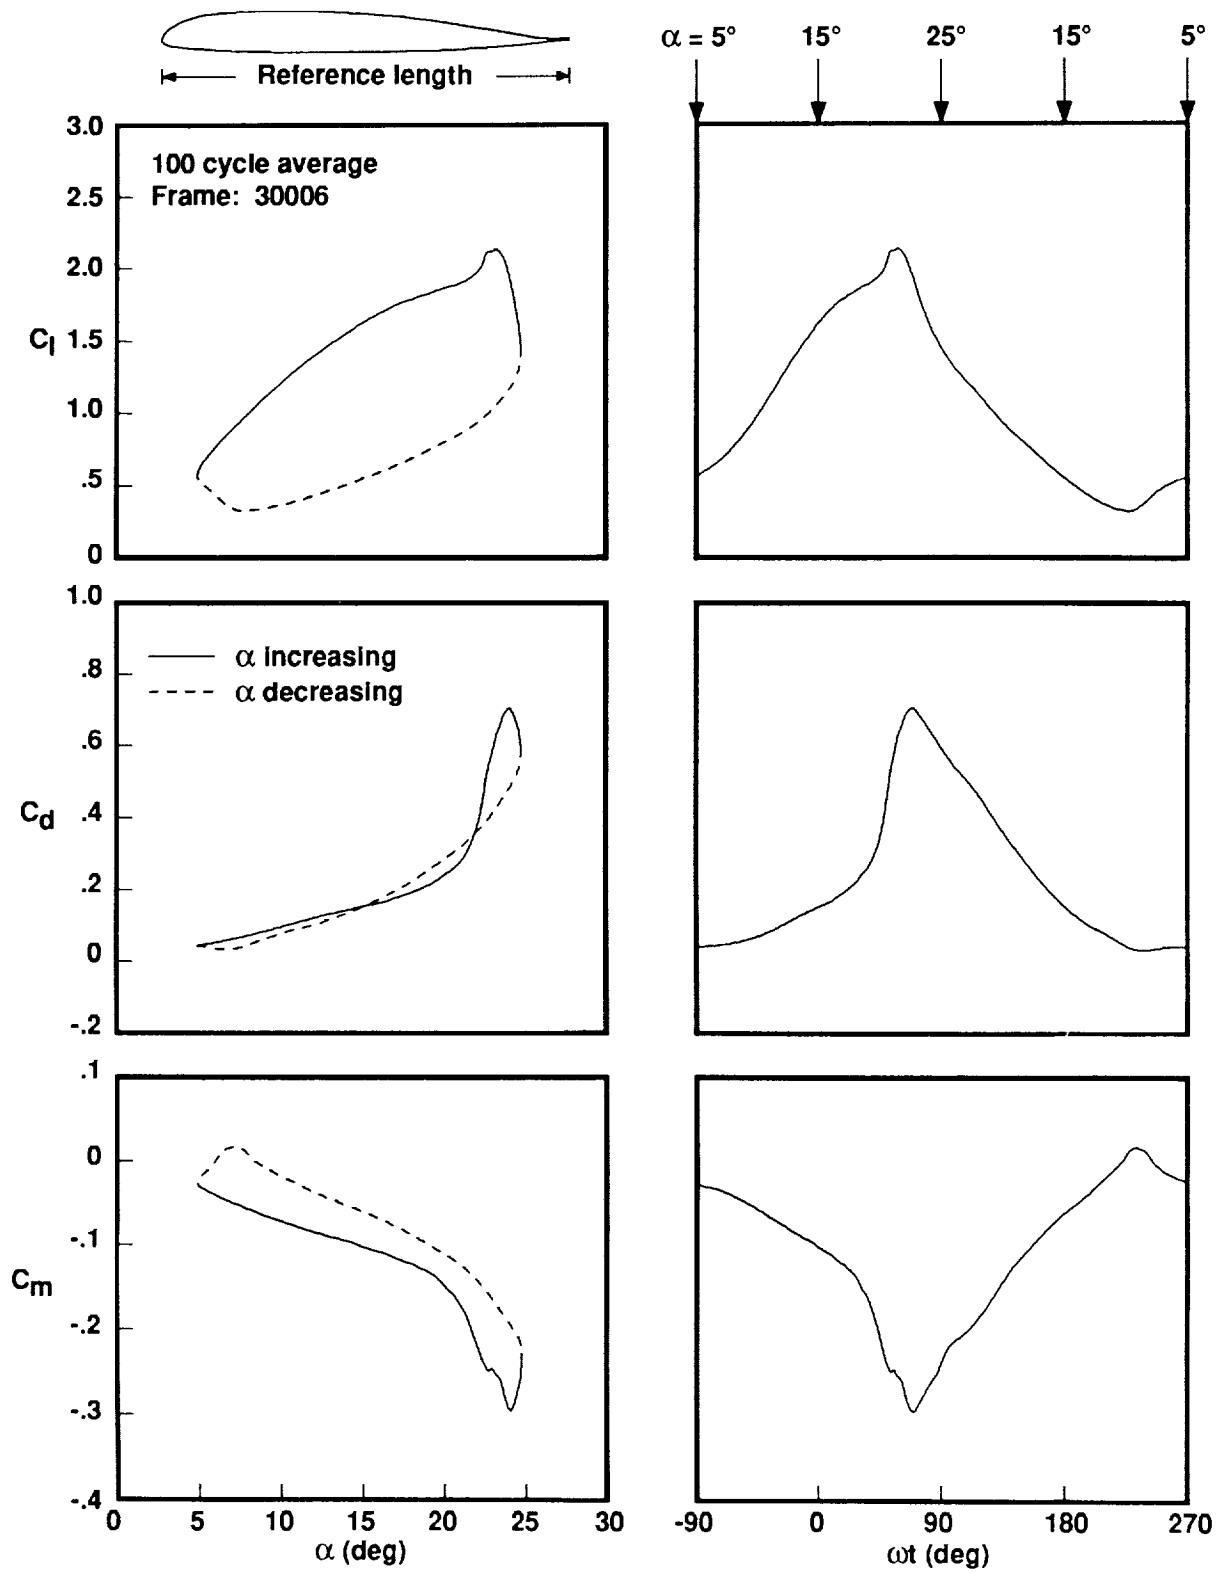 Reference length
α = 5° 15° 25° 15° 5°
3.0
100 cycle average
Frame: 30006
2.5
2.0
Cl 1.5
1.0
.5
0
1.0
α increasing
.8
α decreasing
.6
Cd .4
.2
0
-.2
.1
0
-.1
Cm
-.2
-.3
-.4
0 5 10 15 20 25 30
α (deg)
-90 0 90 180 270
ωt (deg)